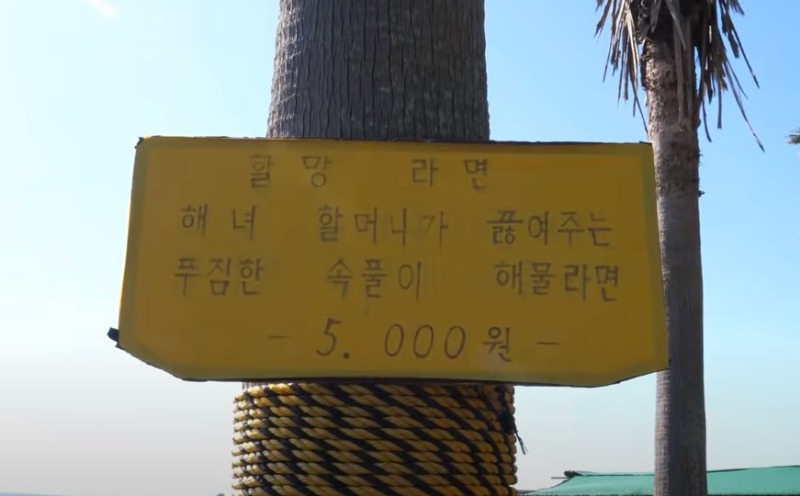 할망 라면
해녀 할머니가 끓여주는
푸짐한 속풀이 해물라면
- 5.000원 -